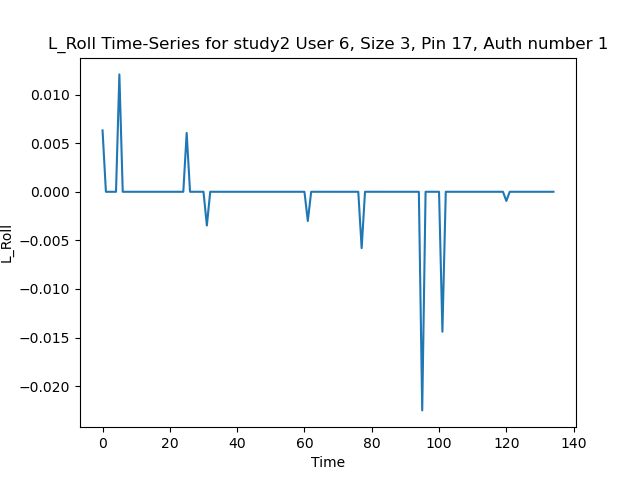 L_Roll Time-Series for study2 User 6, Size 3, Pin 17, Auth number 1
0.010
0.005
0.000
−0.005
−0.010
−0.015
−0.020
L_Roll
0 20 40 60 80 100 120 140
Time